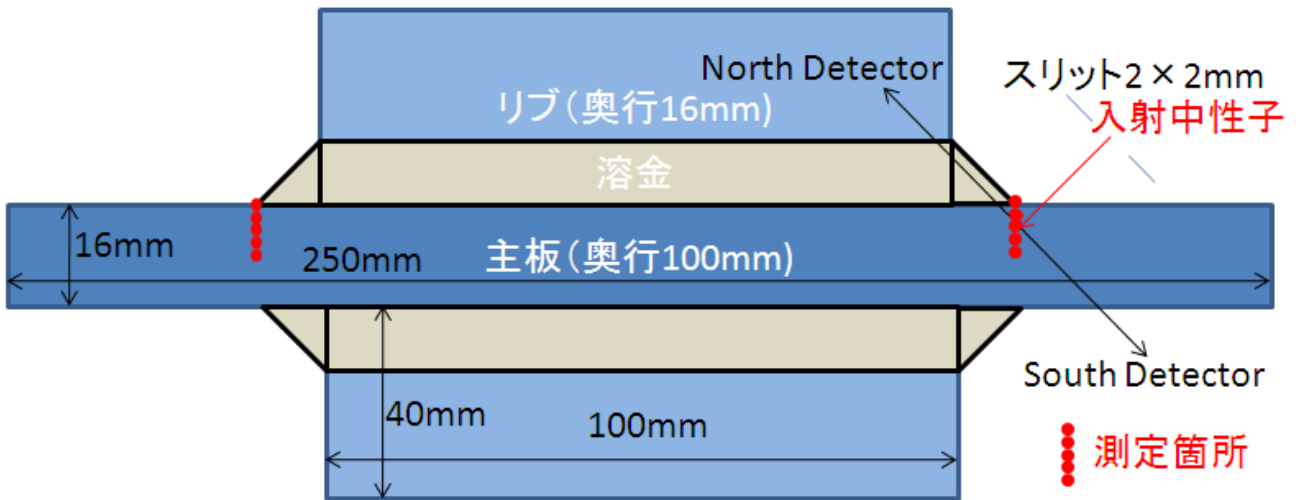 North Detector
スリット2×2mm
入射中性子
リブ(奥行16mm)
溶金
16mm
250mm
主板(奥行100mm)
South Detector
40mm
100mm
測定箇所